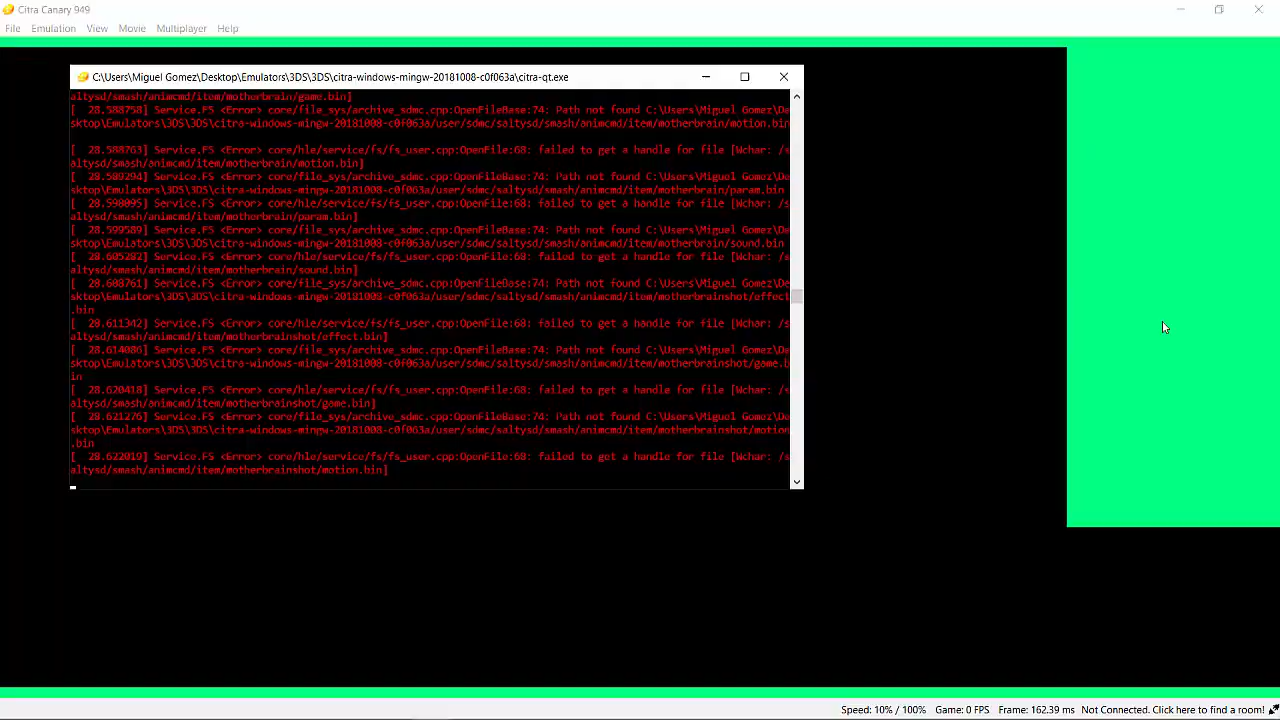 Citra Canary 949
File Emulation View Movie Multiplayer Help
C:\Users\Miguel Gomez\Desktop\Emulators\3DS\3DS\citra-windows-mingw-20181008-c0f063a\citra-qt.exe
altysd/smash/animcmd/item/motherbrain/game.bin]
[  28.588758] Service.FS <Error> core/file_sys/archive_sdmc.cpp:OpenFileBase:74: Path not found C:\Users\Miguel Gomez\De
sktop\Emulators\3DS\3DS\citra-windows-mingw-20181008-c0f063a/user/sdmc/saltysd/smash/animcmd/item/motherbrain/motion.bin
[  28.588763] Service.FS <Error> core/hle/service/fs/fs_user.cpp:OpenFile:68: failed to get a handle for file [Wchar: /s
altysd/smash/animcmd/item/motherbrain/motion.bin]
[  28.589294] Service.FS <Error> core/file_sys/archive_sdmc.cpp:OpenFileBase:74: Path not found C:\Users\Miguel Gomez\De
sktop\Emulators\3DS\3DS\citra-windows-mingw-20181008-c0f063a/user/sdmc/saltysd/smash/animcmd/item/motherbrain/param.bin
[  28.598095] Service.FS <Error> core/hle/service/fs/fs_user.cpp:OpenFile:68: failed to get a handle for file [Wchar: /s
altysd/smash/animcmd/item/motherbrain/param.bin]
[  28.599589] Service.FS <Error> core/file_sys/archive_sdmc.cpp:OpenFileBase:74: Path not found C:\Users\Miguel Gomez\De
sktop\Emulators\3DS\3DS\citra-windows-mingw-20181008-c0f063a/user/sdmc/saltysd/smash/animcmd/item/motherbrain/sound.bin
[  28.605282] Service.FS <Error> core/hle/service/fs/fs_user.cpp:OpenFile:68: failed to get a handle for file [Wchar: /s
altysd/smash/animcmd/item/motherbrain/sound.bin]
[  28.608761] Service.FS <Error> core/file_sys/archive_sdmc.cpp:OpenFileBase:74: Path not found C:\Users\Miguel Gomez\De
sktop\Emulators\3DS\3DS\citra-windows-mingw-20181008-c0f063a/user/sdmc/saltysd/smash/animcmd/item/motherbrainshot/effect
.bin
[  28.611342] Service.FS <Error> core/hle/service/fs/fs_user.cpp:OpenFile:68: failed to get a handle for file [Wchar: /s
altysd/smash/animcmd/item/motherbrainshot/effect.bin]
[  28.614086] Service.FS <Error> core/file_sys/archive_sdmc.cpp:OpenFileBase:74: Path not found C:\Users\Miguel Gomez\De
sktop\Emulators\3DS\3DS\citra-windows-mingw-20181008-c0f063a/user/sdmc/saltysd/smash/animcmd/item/motherbrainshot/game.b
in
[  28.620418] Service.FS <Error> core/hle/service/fs/fs_user.cpp:OpenFile:68: failed to get a handle for file [Wchar: /s
altysd/smash/animcmd/item/motherbrainshot/game.bin]
[  28.621276] Service.FS <Error> core/file_sys/archive_sdmc.cpp:OpenFileBase:74: Path not found C:\Users\Miguel Gomez\De
sktop\Emulators\3DS\3DS\citra-windows-mingw-20181008-c0f063a/user/sdmc/saltysd/smash/animcmd/item/motherbrainshot/motion
.bin
[  28.622019] Service.FS <Error> core/hle/service/fs/fs_user.cpp:OpenFile:68: failed to get a handle for file [Wchar: /s
altysd/smash/animcmd/item/motherbrainshot/motion.bin]
Speed: 10% / 100% Game: 0 FPS Frame: 162.39 ms Not Connected. Click here to find a room!